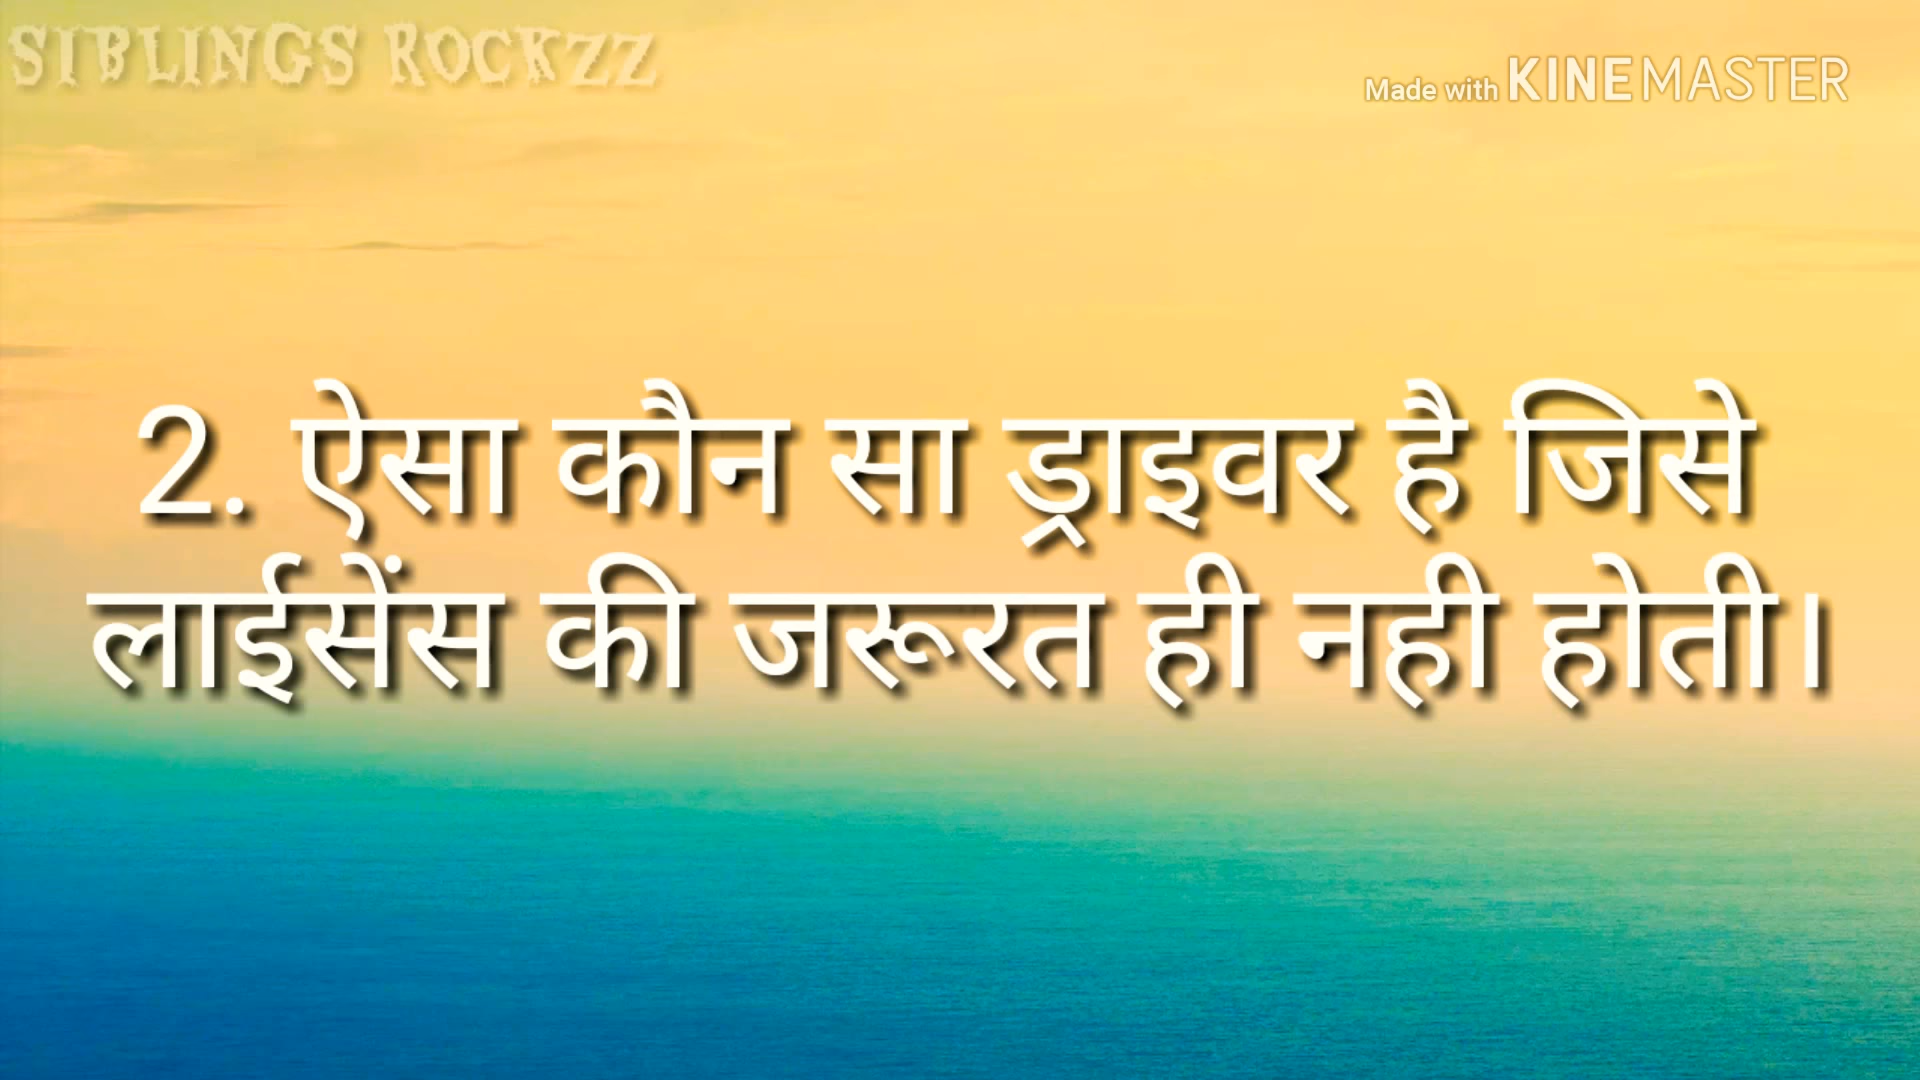 SIBLINGS ROCKZZ
Made with KINEMASTER
2. ऐसा कौन सा ड्राइवर है जिसे
लाईसेंस की जरूरत ही नही होती।